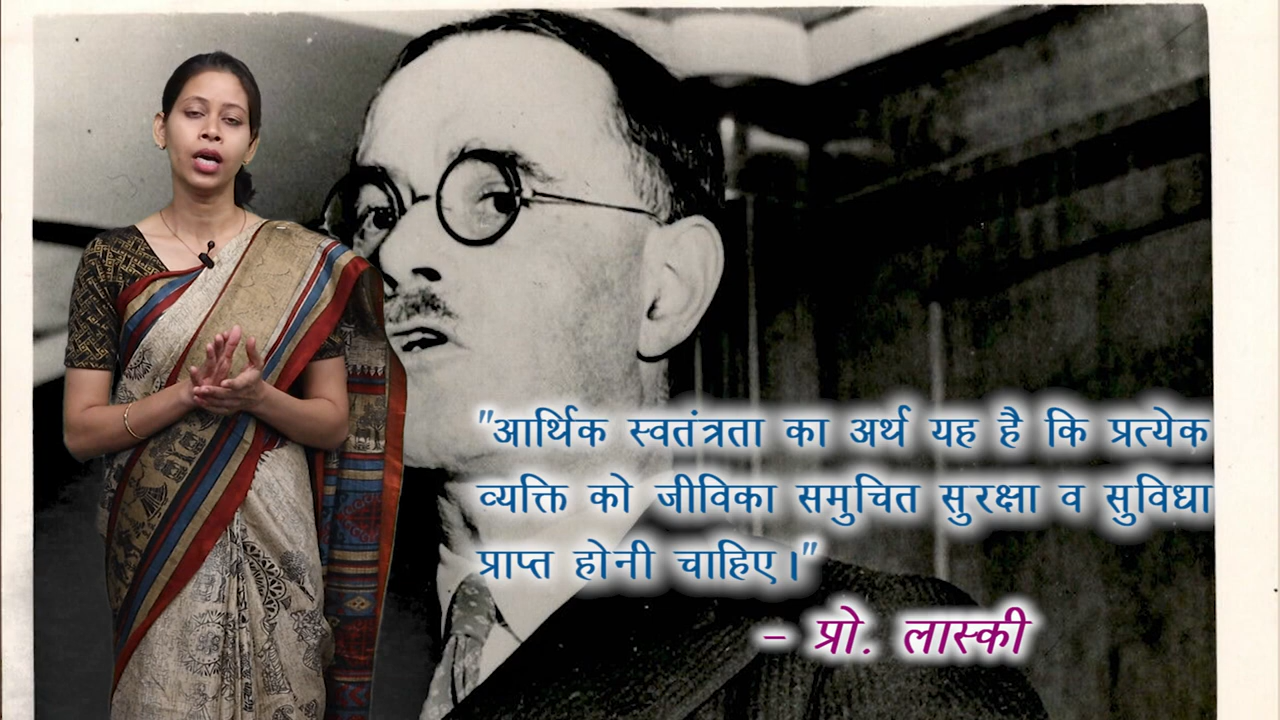 "आर्थिक स्वतंत्रता का अर्थ यह है कि प्रत्येक
व्यक्ति को जीविका समुचित सुरक्षा व सुविधा
प्राप्त होनी चाहिए।"
– प्रो. लास्की